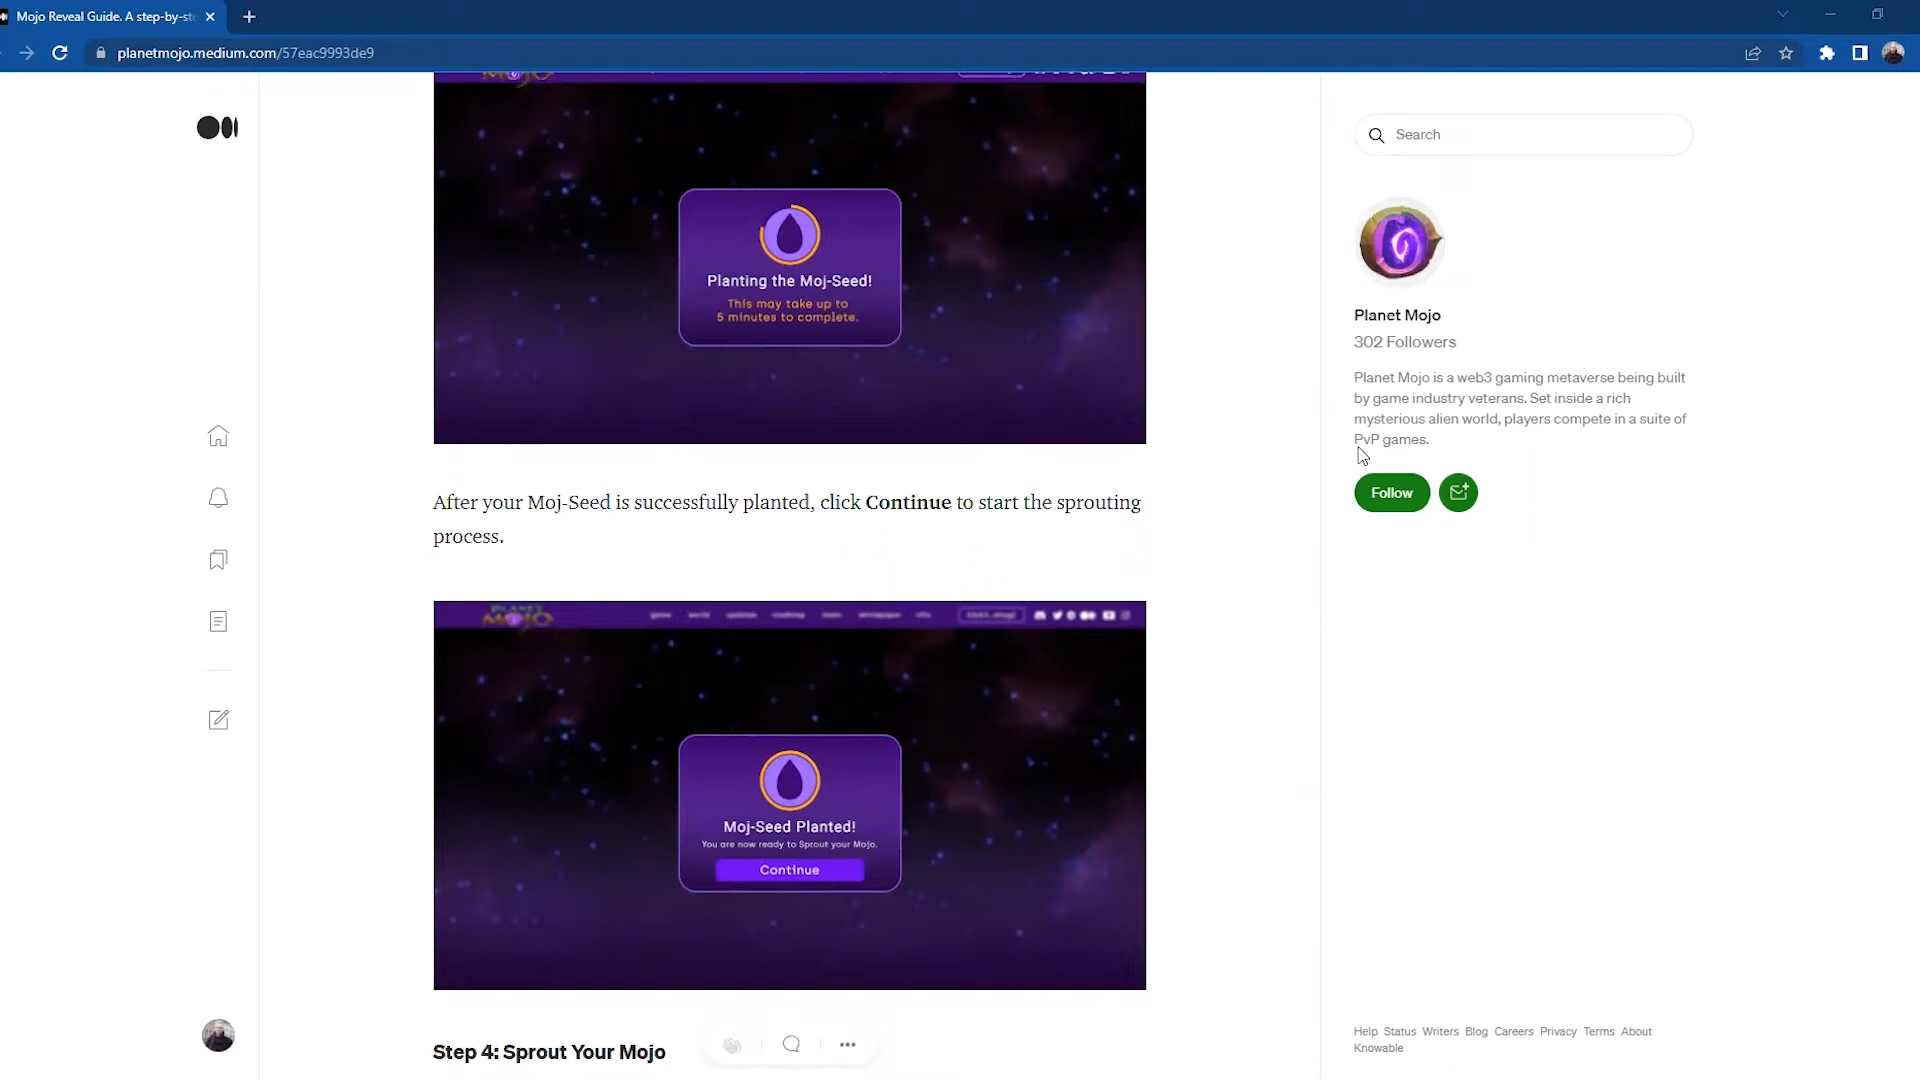 Mojo Reveal Guide. A step-by-st
planetmojo.medium.com/57eac9993de9
MOJO
Planting the Moj-Seed!
This may take up to
5 minutes to complete.
After your Moj-Seed is successfully planted, click Continue to start the sprouting
process.
PLANET
MOJO
Moj-Seed Planted!
You are now ready to Sprout your Mojo.
Continue
Step 4: Sprout Your Mojo
Search
Planet Mojo
302 Followers
Planet Mojo is a web3 gaming metaverse being built
by game industry veterans. Set inside a rich
mysterious alien world, players compete in a suite of
PvP games.
Follow
Help Status Writers Blog Careers Privacy Terms About
Knowable